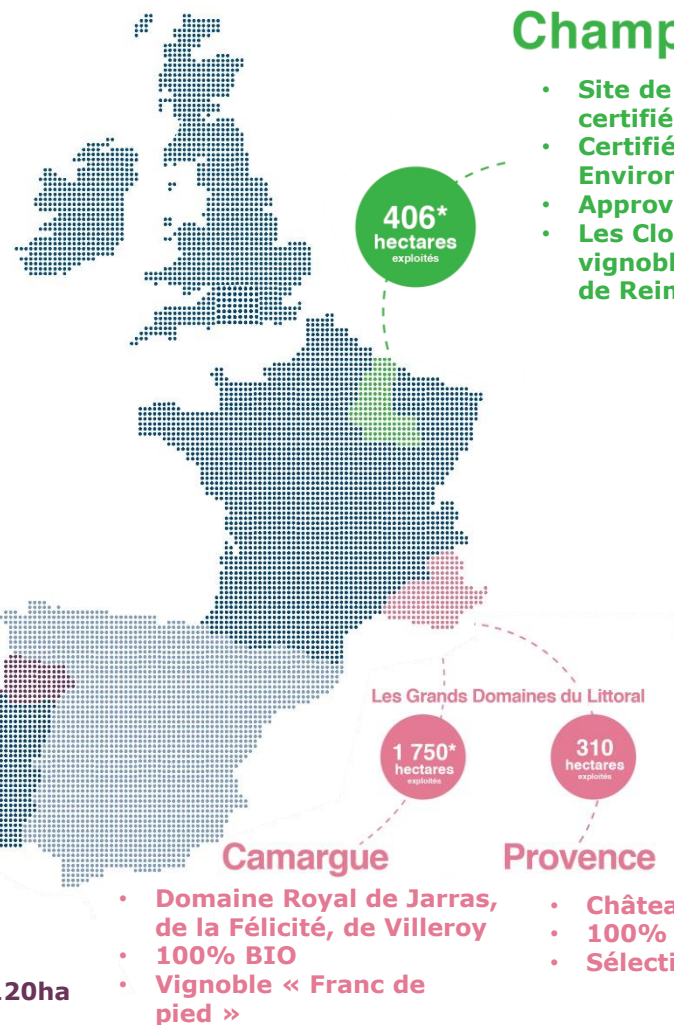 Champ
• Site de
certifié
• Certifié
Environ
• Approv
• Les Clo
vignobl
de Rein
406*
hectares
exploités
Les Grands Domaines du Littoral
1 750*
hectares
exploités
310
hectares
exploités
Camargue
• Domaine Royal de Jarras,
de la Félicité, de Villeroy
• 100% BIO
• Vignoble « Franc de
pied »
Provence
• Châtea
• 100%
• Sélecti
20ha